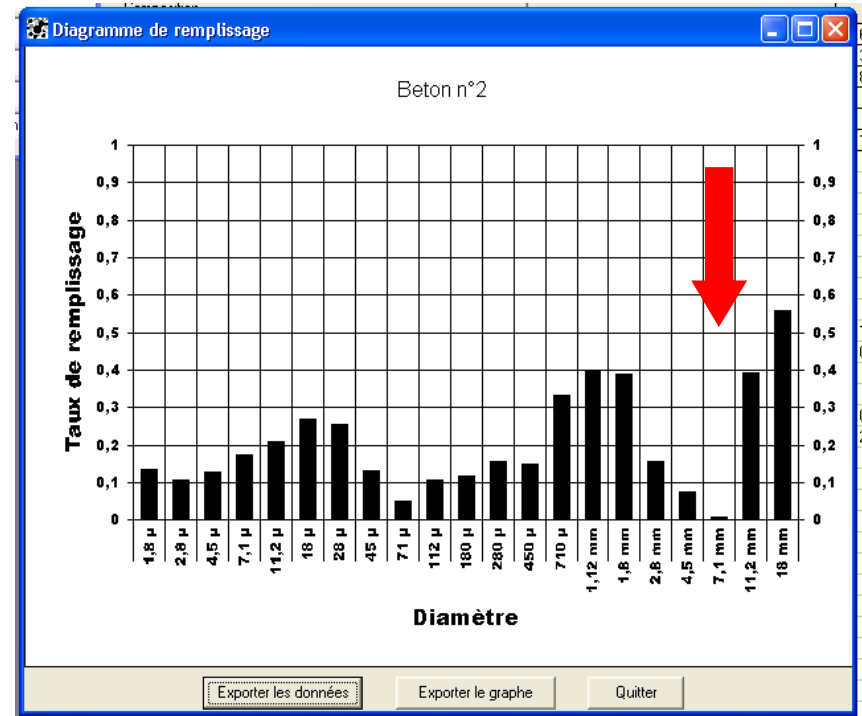 Diagramme de remplissage
Beton n°2
Taux de remplissage
1 1
0,9 0,9
0,8 0,8
0,7 0,7
0,6 0,6
0,5 0,5
0,4 0,4
0,3 0,3
0,2 0,2
0,1 0,1
0 0
1,8 µ 2,8 µ 4,5 µ 7,1 µ 11,2 µ 18 µ 28 µ 45 µ 71 µ 112 µ 180 µ 280 µ 450 µ 710 µ 1,12 mm 1,8 mm 2,8 mm 4,5 mm 7,1 mm 11,2 mm 18 mm
Diamètre
Exporter les données Exporter le graphe Quitter